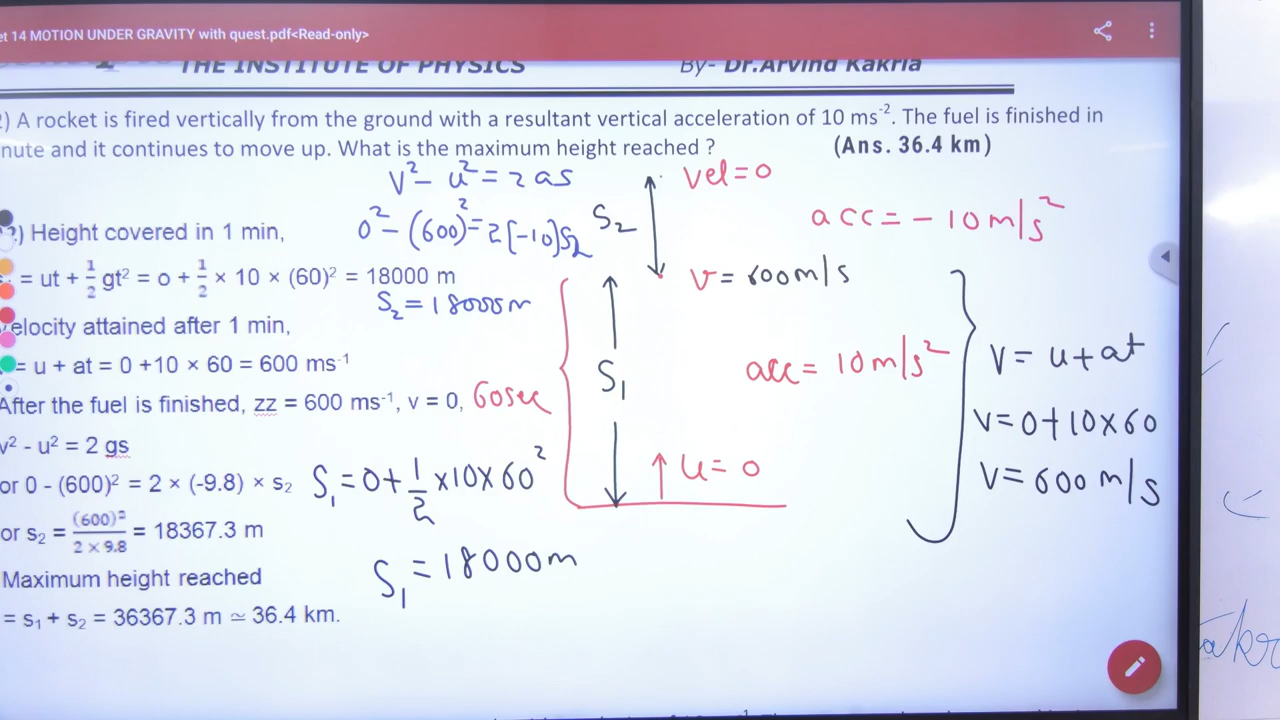 et 14 MOTION UNDER GRAVITY with quest.pdf<Read-only>
THE INSTITUTE OF PHYSICS By- Dr.Arvind Kakria
2) A rocket is fired vertically from the ground with a resultant vertical acceleration of 10 ms⁻². The fuel is finished in
nute and it continues to move up. What is the maximum height reached ? (Ans. 36.4 km)
v² - u² = 2as
vel = 0
0² - (600)² = 2[-10]S₂
S₂
acc = -10 m/s²
2) Height covered in 1 min,
= ut + 1/2 gt² = o + 1/2 × 10 × (60)² = 18000 m
v = 600 m/s
S₂ = 18000m
velocity attained after 1 min,
= u + at = 0 +10 × 60 = 600 ms⁻¹
S₁
acc = 10 m/s²
V = u + at
After the fuel is finished, zz = 600 ms⁻¹, v = 0,
60sec
V = 0 + 10 × 60
v² - u² = 2 gs
or 0 - (600)² = 2 × (-9.8) × s₂
S₁ = 0 + 1/2 × 10 × 60²
u = 0
V = 600 m/s
or s₂ = (600)²/2 × 9.8 = 18367.3 m
Maximum height reached
S₁ = 18000m
= s₁ + s₂ = 36367.3 m ≃ 36.4 km.